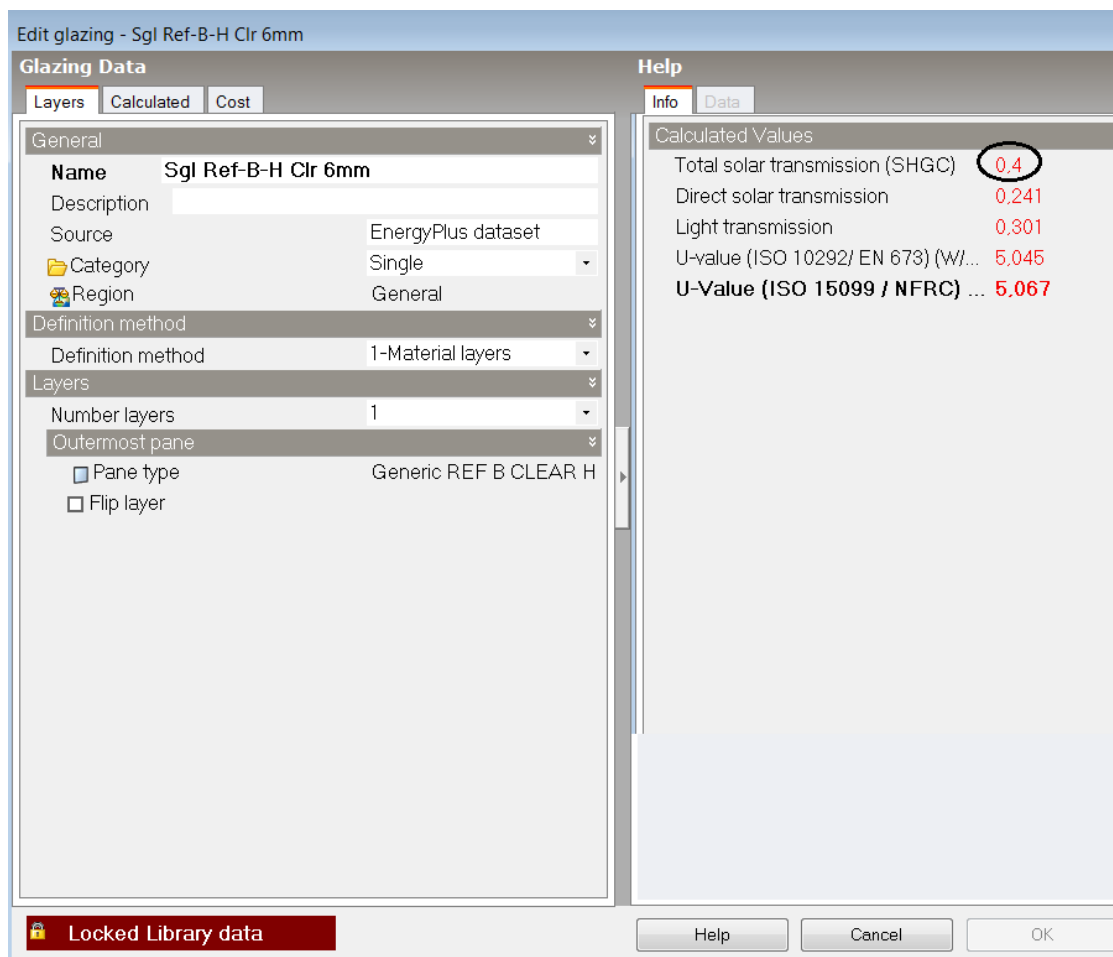 Edit glazing - Sgl Ref-B-H Clr 6mm
Glazing Data
Layers Calculated Cost
General
Name Sgl Ref-B-H Clr 6mm
Description
Source EnergyPlus dataset
Category Single
Region General
Definition method
Definition method 1-Material layers
Layers
Number layers 1
Outermost pane
Pane type Generic REF B CLEAR H
Flip layer
Locked Library data
Help
Info Data
Calculated Values
Total solar transmission (SHGC) 0,4
Direct solar transmission 0,241
Light transmission 0,301
U-value (ISO 10292/ EN 673) (W/... 5,045
U-Value (ISO 15099 / NFRC) ... 5,067
Help Cancel OK